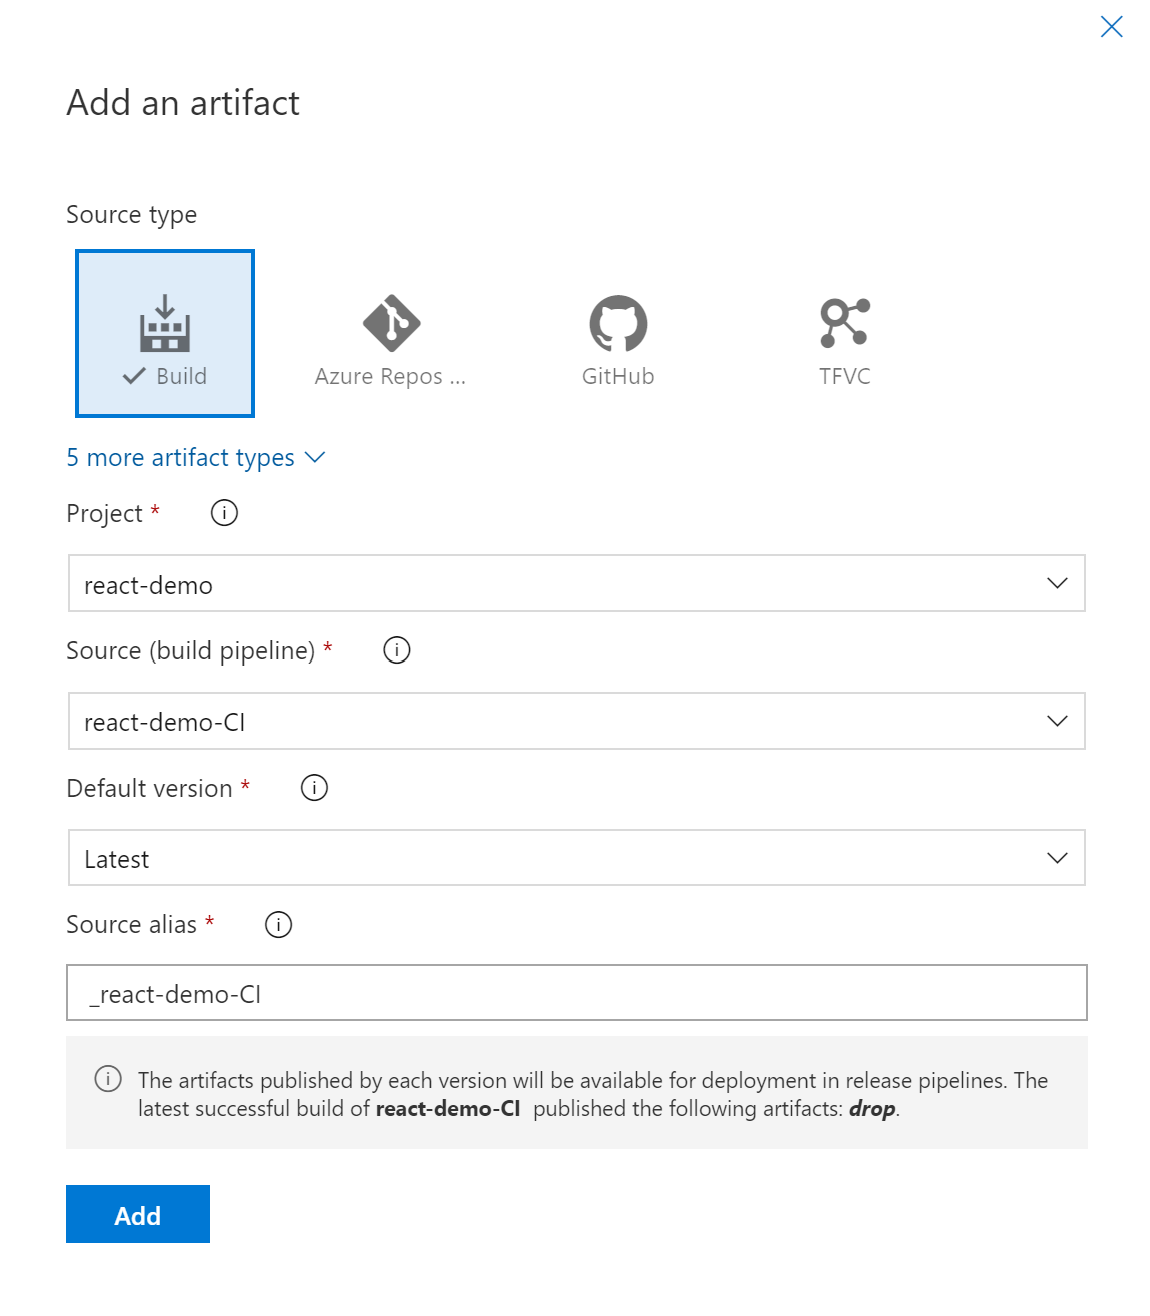 Add an artifact
Source type
Build
Azure Repos ...
GitHub
TFVC
5 more artifact types
Project *
react-demo
Source (build pipeline) *
react-demo-CI
Default version *
Latest
Source alias *
_react-demo-CI
The artifacts published by each version will be available for deployment in release pipelines. The
latest successful build of react-demo-CI published the following artifacts: drop.
Add